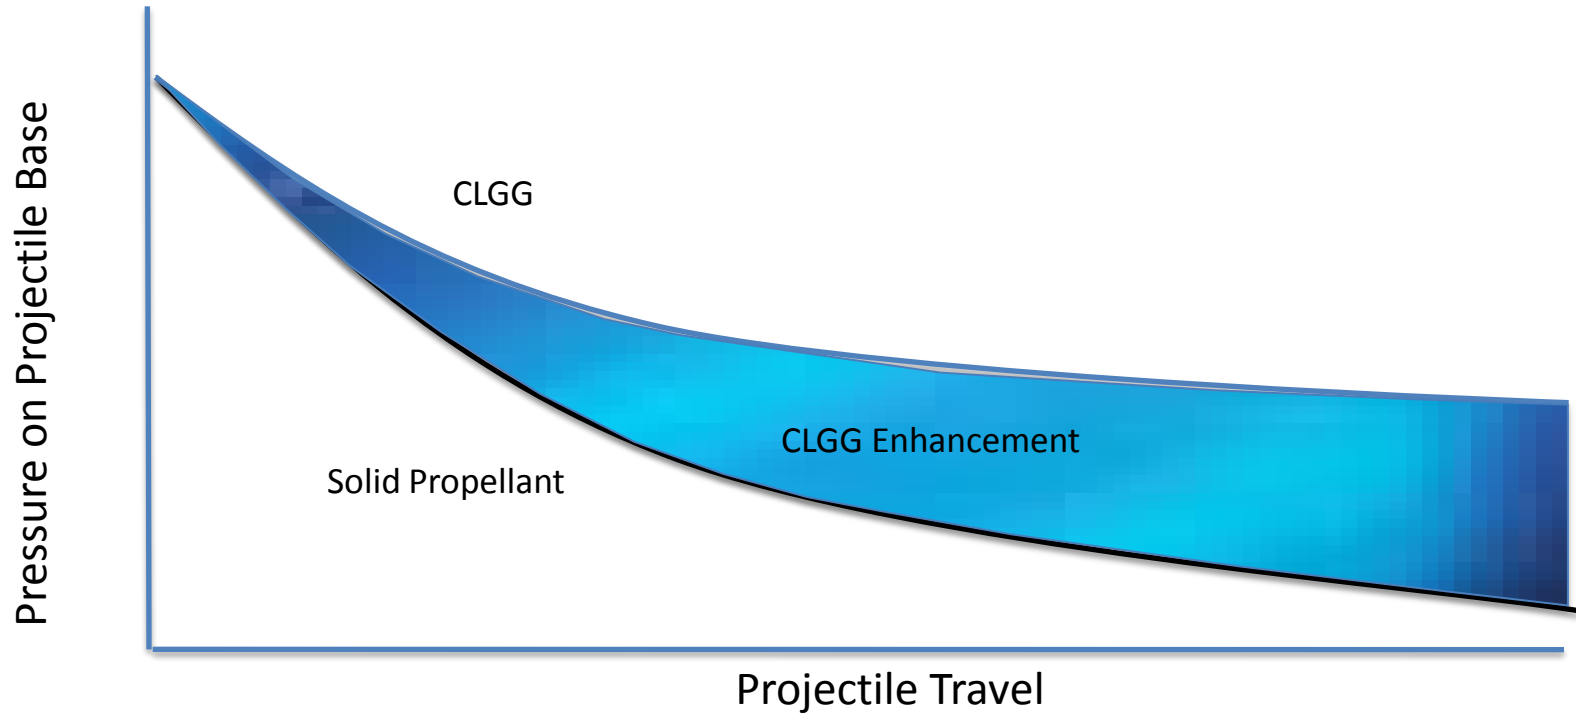 Pressure on Projectile Base
CLGG
CLGG Enhancement
Solid Propellant
Projectile Travel